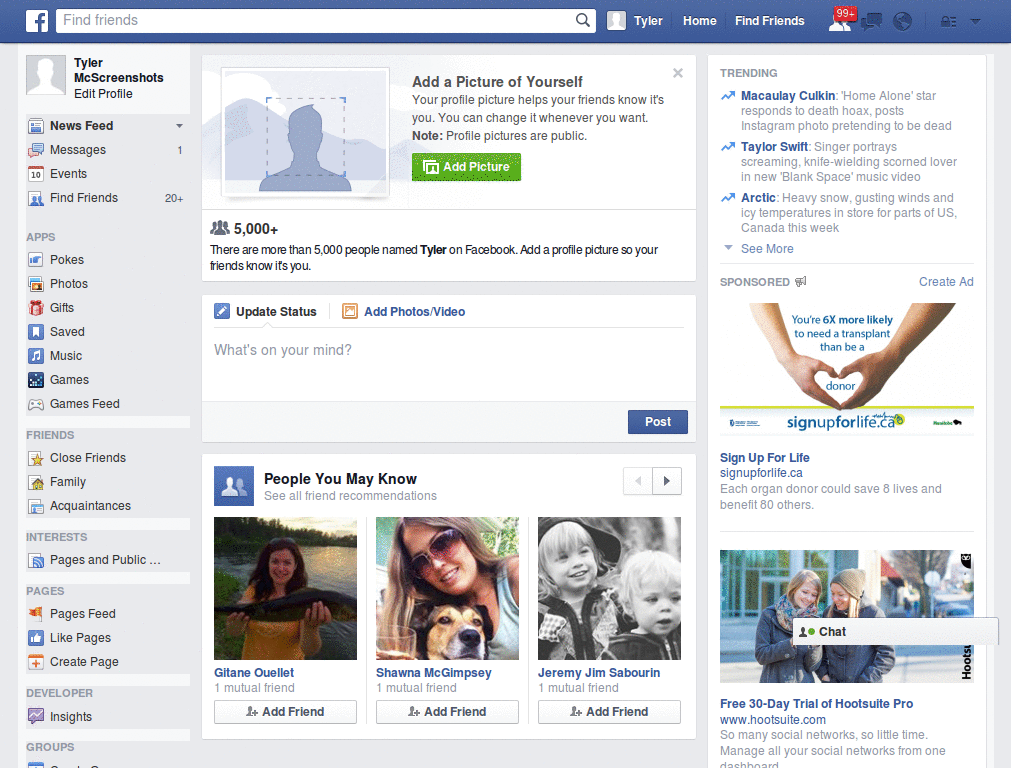 Find friends
Tyler Home Find Friends 99+
Tyler
McScreenshots
Edit Profile
News Feed
Messages 1
10 Events
Find Friends 20+
APPS
Pokes
Photos
Gifts
Saved
Music
Games
Games Feed
FRIENDS
Close Friends
Family
Acquaintances
INTERESTS
Pages and Public ...
PAGES
Pages Feed
Like Pages
Create Page
DEVELOPER
Insights
GROUPS
Add a Picture of Yourself
Your profile picture helps your friends know it's
you. You can change it whenever you want.
Note: Profile pictures are public.
Add Picture
5,000+
There are more than 5,000 people named Tyler on Facebook. Add a profile picture so your
friends know it's you.
Update Status Add Photos/Video
What's on your mind?
Post
People You May Know
See all friend recommendations
Gitane Ouellet
1 mutual friend
Add Friend
Shawna McGimpsey
1 mutual friend
Add Friend
Jeremy Jim Sabourin
1 mutual friend
Add Friend
TRENDING
Macaulay Culkin: 'Home Alone' star
responds to death hoax, posts
Instagram photo pretending to be dead
Taylor Swift: Singer portrays
screaming, knife-wielding scorned lover
in new 'Blank Space' music video
Arctic: Heavy snow, gusting winds and
icy temperatures in store for parts of US,
Canada this week
See More
SPONSORED Create Ad
You're 6X more likely
to need a transplant
than be a
donor
signupforlife.ca
Manitoba
Sign Up For Life
signupforlife.ca
Each organ donor could save 8 lives and
benefit 80 others.
Chat
Free 30-Day Trial of Hootsuite Pro
www.hootsuite.com
So many social networks, so little time.
Manage all your social networks from one
dashboard